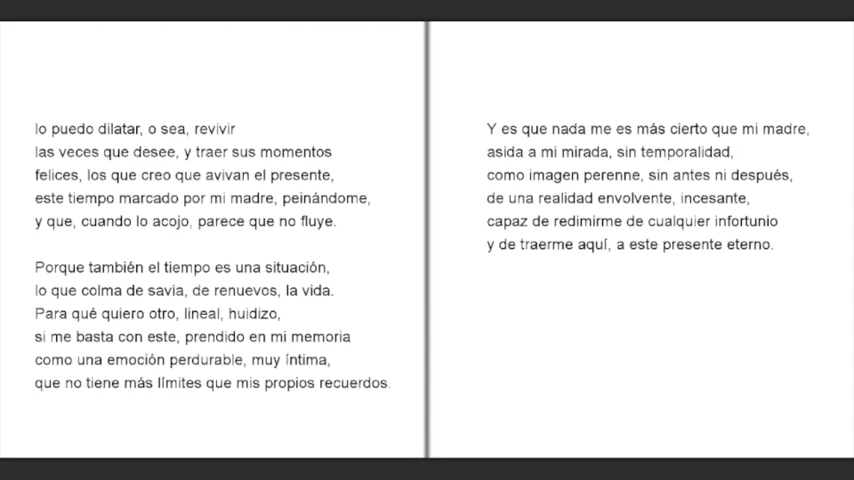 lo puedo dilatar, o sea, revivir
las veces que desee, y traer sus momentos
felices, los que creo que avivan el presente,
este tiempo marcado por mi madre, peinándome,
y que, cuando lo acojo, parece que no fluye.
Porque también el tiempo es una situación,
lo que colma de savia, de renuevos, la vida.
Para qué quiero otro, lineal, huidizo,
si me basta con este, prendido en mi memoria
como una emoción perdurable, muy íntima,
que no tiene más límites que mis propios recuerdos.
Y es que nada me es más cierto que mi madre,
asida a mi mirada, sin temporalidad,
como imagen perenne, sin antes ni después,
de una realidad envolvente, incesante,
capaz de redimirme de cualquier infortunio
y de traerme aquí, a este presente eterno.